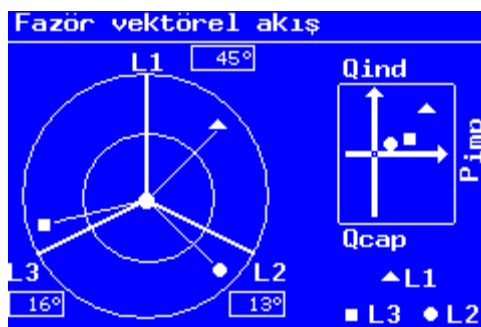 Fazör vektörel akış
L1 45°
Qind
Pimp
Qcap
L3 L2
▲L1
16° 13°
■ L3 ● L2